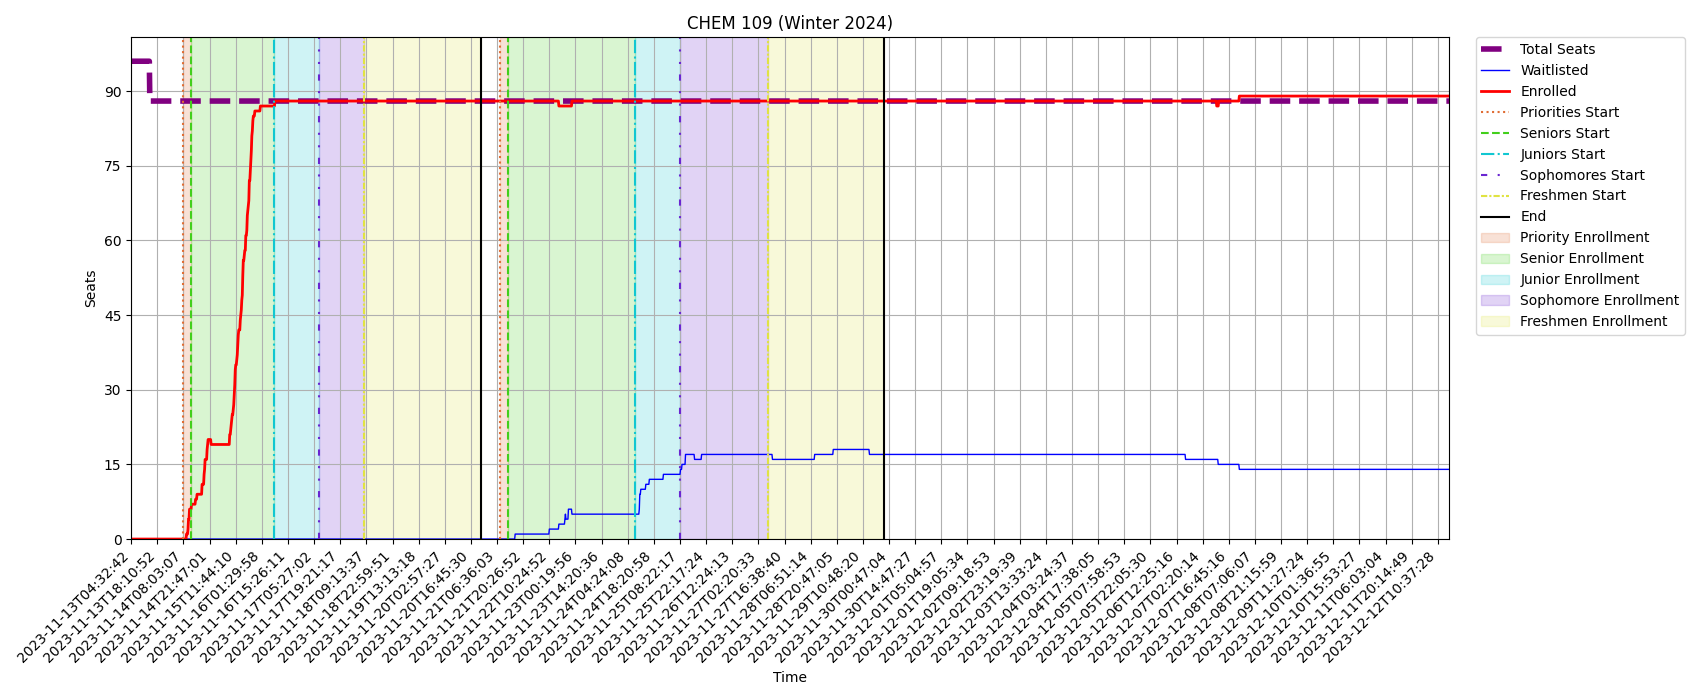 CHEM 109 (Winter 2024)
Seats
90
75
60
45
30
15
0
2023-11-13T04:32:42
2023-11-13T18:10:52
2023-11-14T08:03:07
2023-11-14T21:47:01
2023-11-15T11:44:10
2023-11-16T01:29:58
2023-11-16T15:26:11
2023-11-17T05:27:02
2023-11-17T19:21:17
2023-11-18T09:13:37
2023-11-18T22:59:51
2023-11-19T13:13:18
2023-11-20T02:57:27
2023-11-20T16:45:30
2023-11-21T06:36:03
2023-11-21T20:26:52
2023-11-22T10:24:52
2023-11-23T00:19:56
2023-11-23T14:20:36
2023-11-24T04:24:08
2023-11-24T18:20:58
2023-11-25T08:22:17
2023-11-25T22:17:24
2023-11-26T12:24:13
2023-11-27T02:20:33
2023-11-27T16:38:40
2023-11-28T06:51:14
2023-11-28T20:47:05
2023-11-29T10:48:20
2023-11-30T00:47:04
2023-11-30T14:47:27
2023-12-01T05:04:57
2023-12-01T19:05:34
2023-12-02T09:18:53
2023-12-02T23:19:39
2023-12-03T13:33:24
2023-12-04T03:24:37
2023-12-04T17:38:05
2023-12-05T07:58:53
2023-12-05T22:05:30
2023-12-06T12:25:16
2023-12-07T02:20:14
2023-12-07T16:45:16
2023-12-08T07:06:07
2023-12-08T21:15:59
2023-12-09T11:27:24
2023-12-10T01:36:55
2023-12-10T15:53:27
2023-12-11T06:03:04
2023-12-11T20:14:49
2023-12-12T10:37:28
Time
Total Seats
Waitlisted
Enrolled
Priorities Start
Seniors Start
Juniors Start
Sophomores Start
Freshmen Start
End
Priority Enrollment
Senior Enrollment
Junior Enrollment
Sophomore Enrollment
Freshmen Enrollment